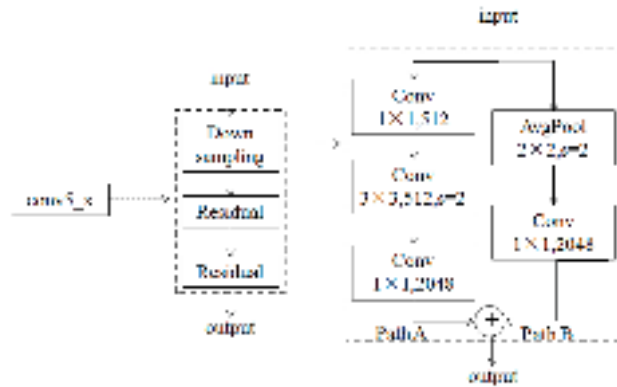 input
Down
sampling
conv5_x
Residual
Residual
output
input
Conv
1×1,512
Conv
3×3,512,s=2
Conv
1×1,2048
AvgPool
2×2,s=2
Conv
1×1,2048
Path A
Path B
output